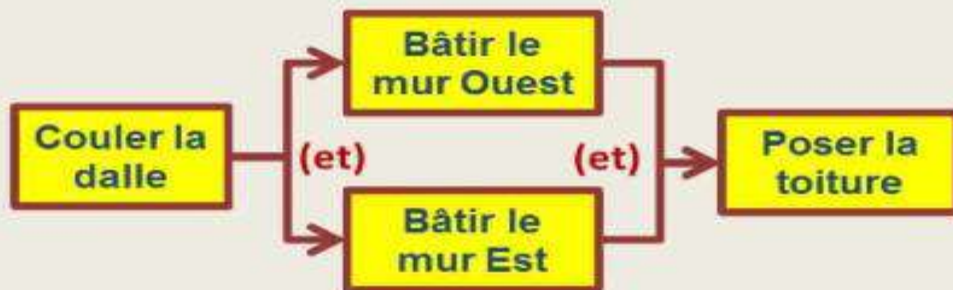 Couler la
dalle
Bâtir le
mur Ouest
(et)
Bâtir le
mur Est
(et)
Poser la
toiture